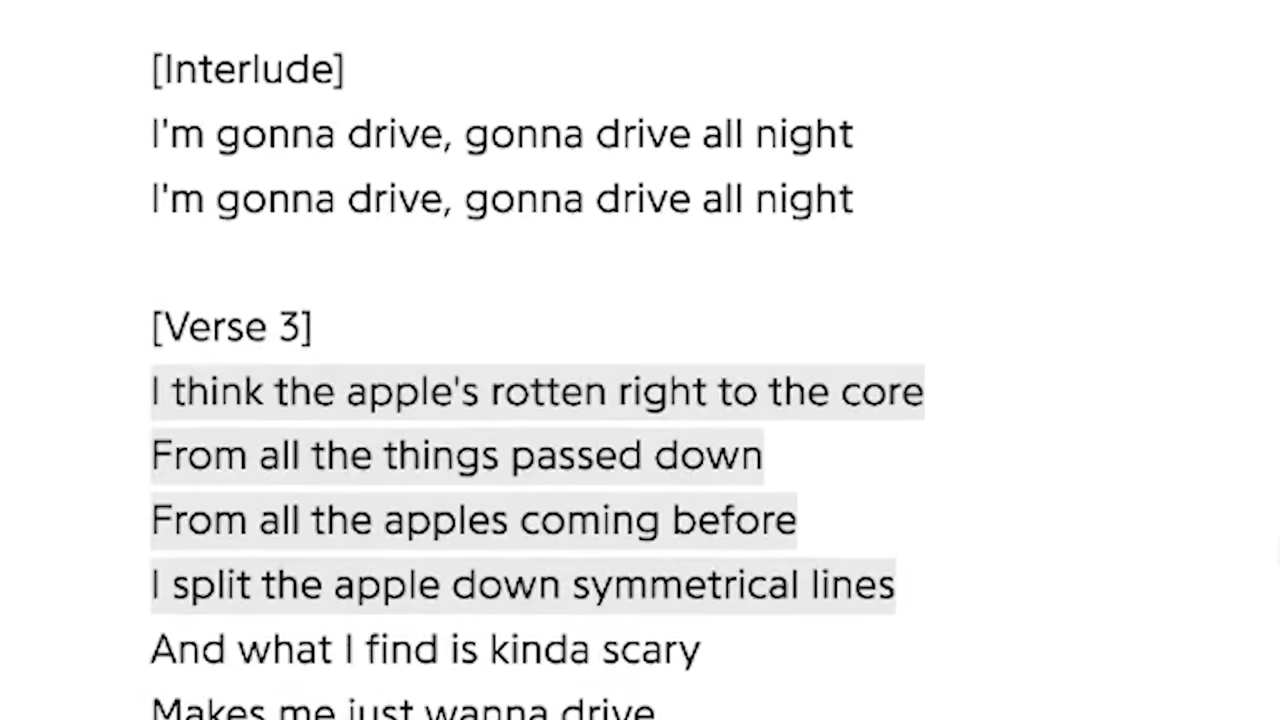 [Interlude]
I'm gonna drive, gonna drive all night
I'm gonna drive, gonna drive all night
[Verse 3]
I think the apple's rotten right to the core
From all the things passed down
From all the apples coming before
I split the apple down symmetrical lines
And what I find is kinda scary
Makes me just wanna drive